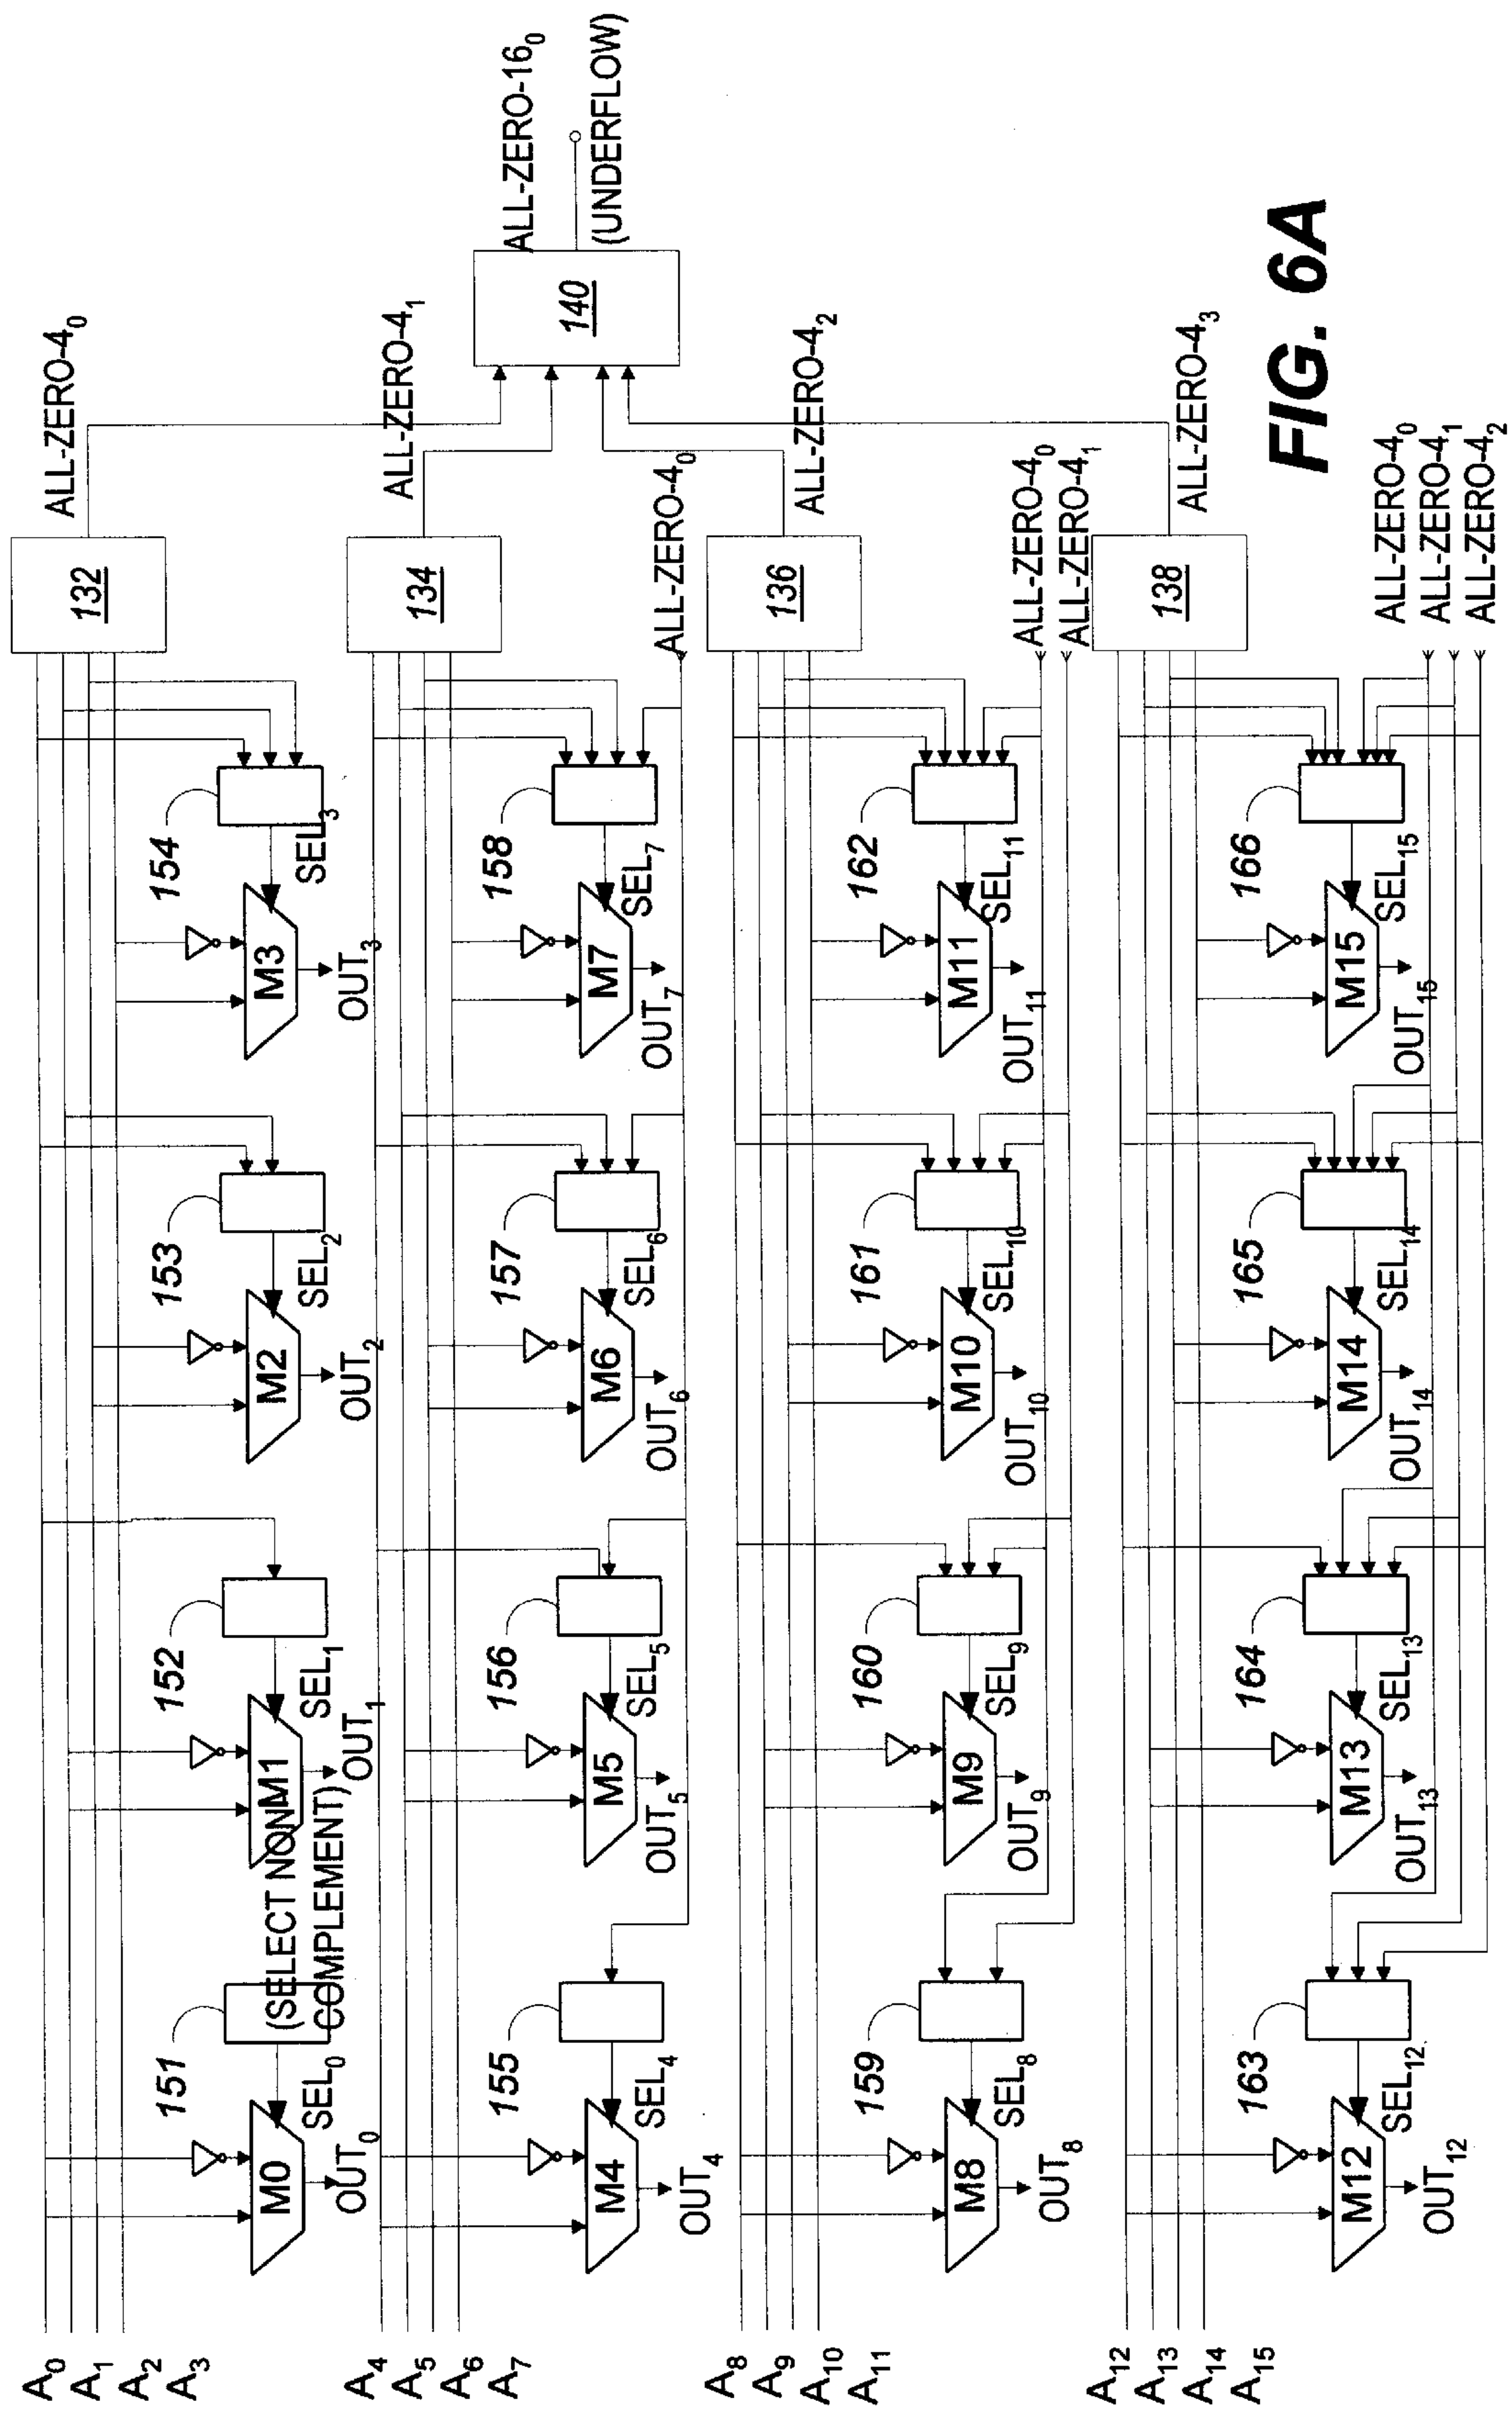 A0
A1
A2
A3
151
M0
SEL0
OUT0
(SELECT NON-
COMPLEMENT)
152
M1
SEL1
OUT1
153
M2
SEL2
OUT2
154
M3
SEL3
OUT3
132
ALL-ZERO-4₀
A4
A5
A6
A7
155
M4
SEL4
OUT4
156
M5
SEL5
OUT5
157
M6
SEL6
OUT6
158
M7
SEL7
OUT7
ALL-ZERO-4₀
134
ALL-ZERO-4₁
140
ALL-ZERO-16₀
(UNDERFLOW)
A8
A9
A10
A11
159
M8
SEL8
OUT8
160
M9
SEL9
OUT9
161
M10
SEL10
OUT10
162
M11
SEL11
OUT11
ALL-ZERO-4₀
ALL-ZERO-4₁
136
ALL-ZERO-4₂
A12
A13
A14
A15
163
M12
SEL12
OUT12
164
M13
SEL13
OUT13
165
M14
SEL14
OUT14
166
M15
SEL15
OUT15
ALL-ZERO-4₀
ALL-ZERO-4₁
ALL-ZERO-4₂
138
ALL-ZERO-4₃
FIG. 6A